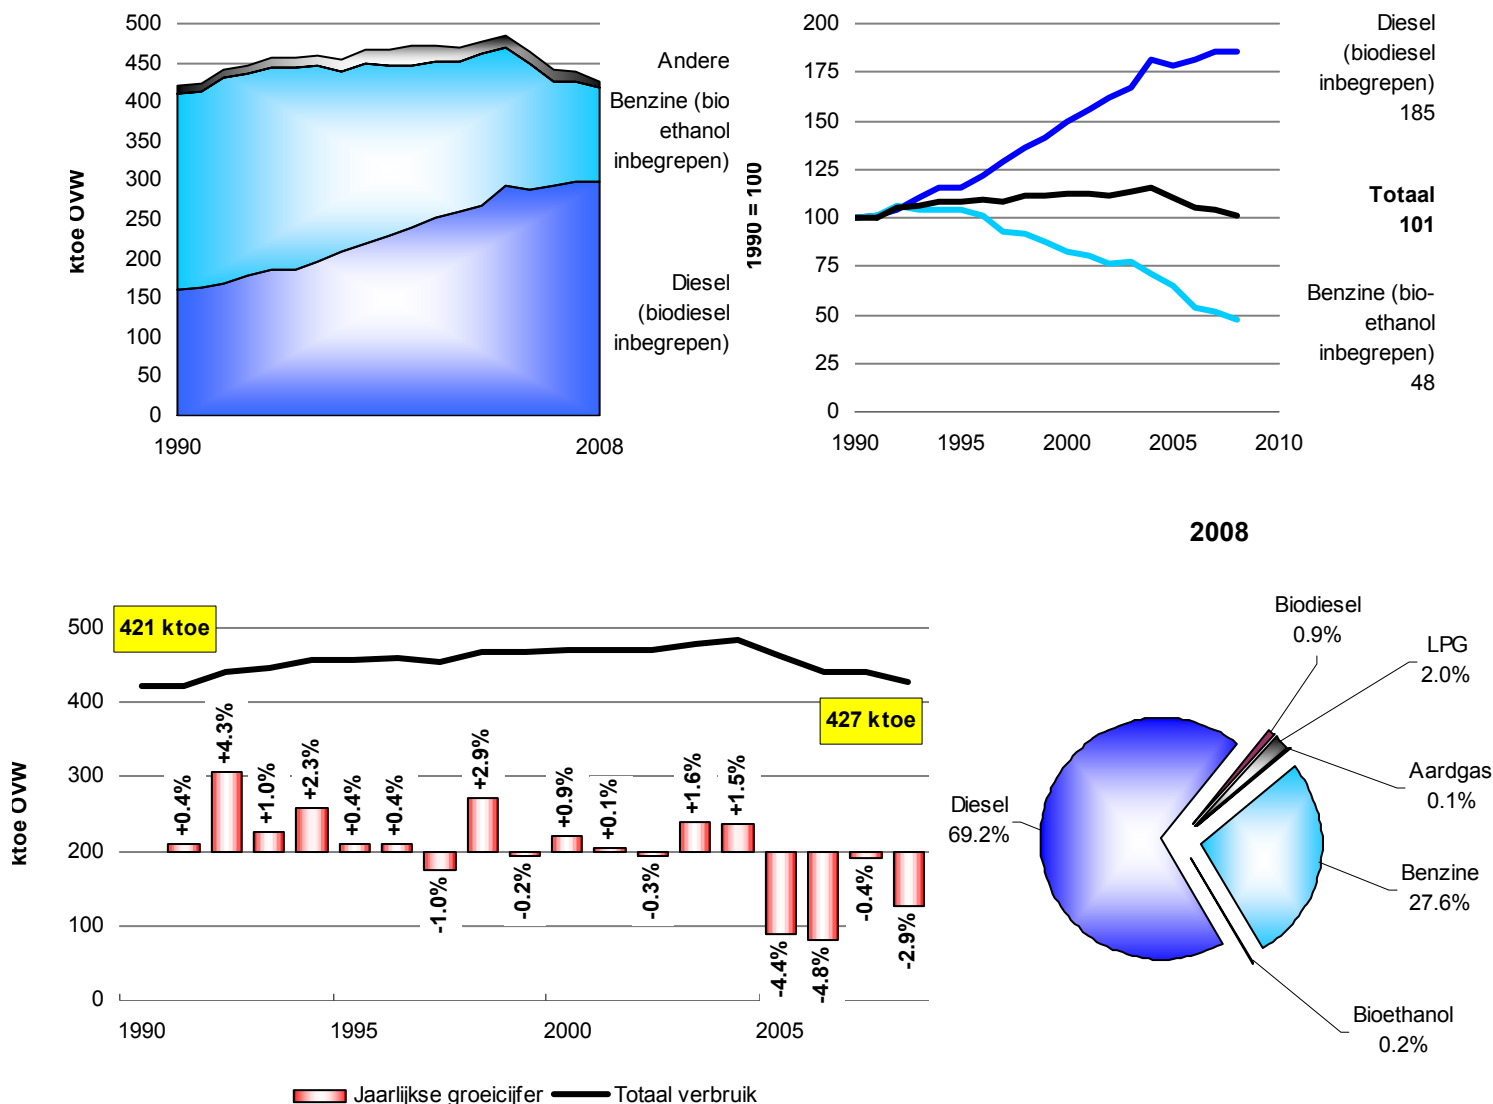 500
450
400
350
300
250
200
150
100
50
0
ktoe OVW
1990
2008
Andere
Benzine (bio
ethanol
inbegrepen)
Diesel
(biodiesel
inbegrepen)
200
175
150
125
100
75
50
25
0
1990 = 100
1990
1995
2000
2005
2010
Diesel
(biodiesel
inbegrepen)
185
Totaal
101
Benzine (bio-
ethanol
inbegrepen)
48
500
400
300
200
100
0
ktoe OVW
421 ktoe
427 ktoe
+0.4%
+4.3%
+1.0%
+2.3%
+0.4%
+0.4%
-1.0%
+2.9%
-0.2%
+0.9%
+0.1%
-0.3%
+1.6%
+1.5%
-4.4%
-4.8%
-0.4%
-2.9%
1990
1995
2000
2005
Jaarlijkse groeicijfer
Totaal verbruik
2008
Biodiesel
0.9%
LPG
2.0%
Aardgas
0.1%
Diesel
69.2%
Benzine
27.6%
Bioethanol
0.2%